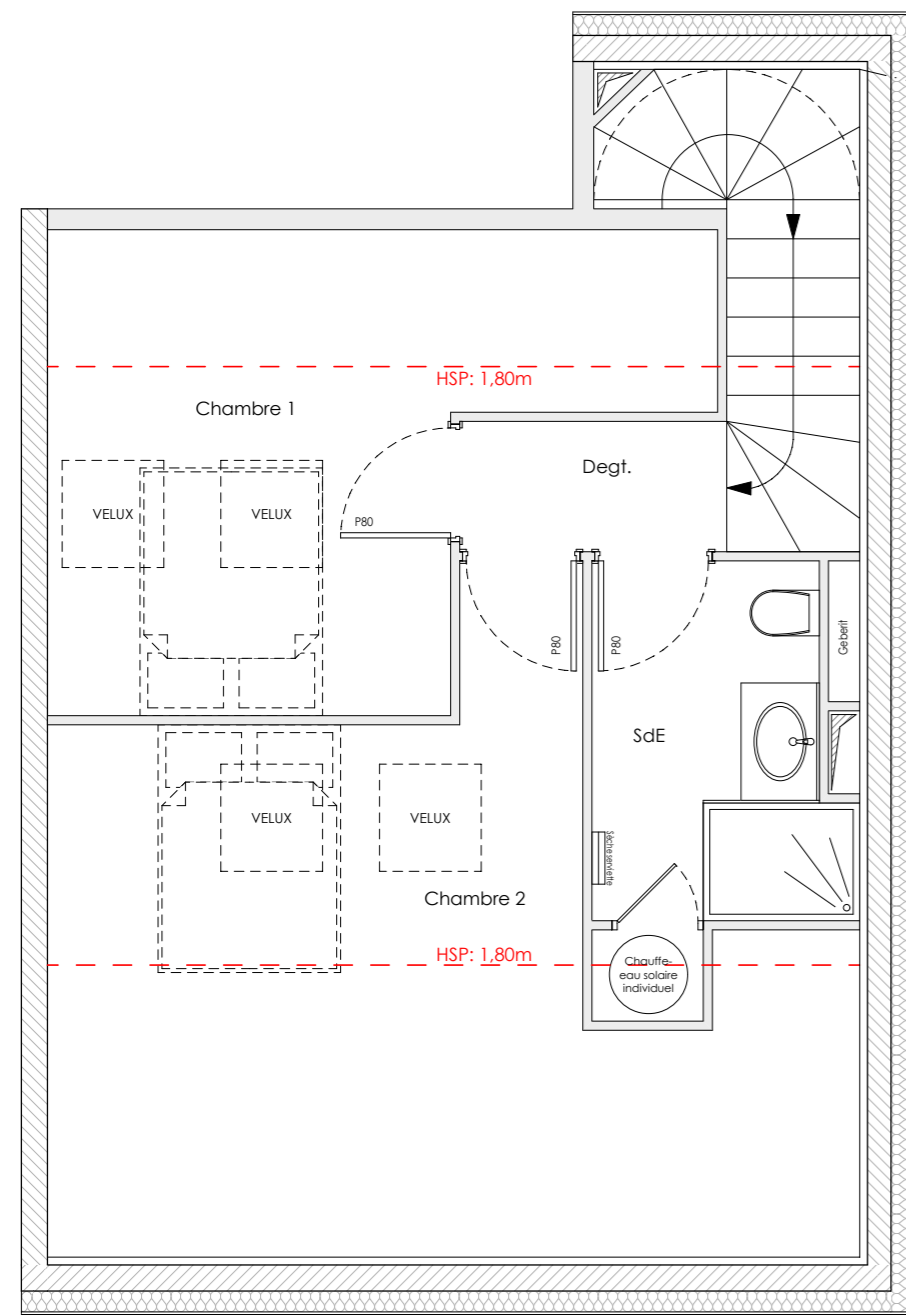 HSP: 1,80m
Chambre 1
Degt.
VELUX
VELUX
P80
P80
P80
Geberit
SdE
VELUX
VELUX
Sèche serviette
Chambre 2
HSP: 1,80m
Chauffe-
eau solaire
individuel